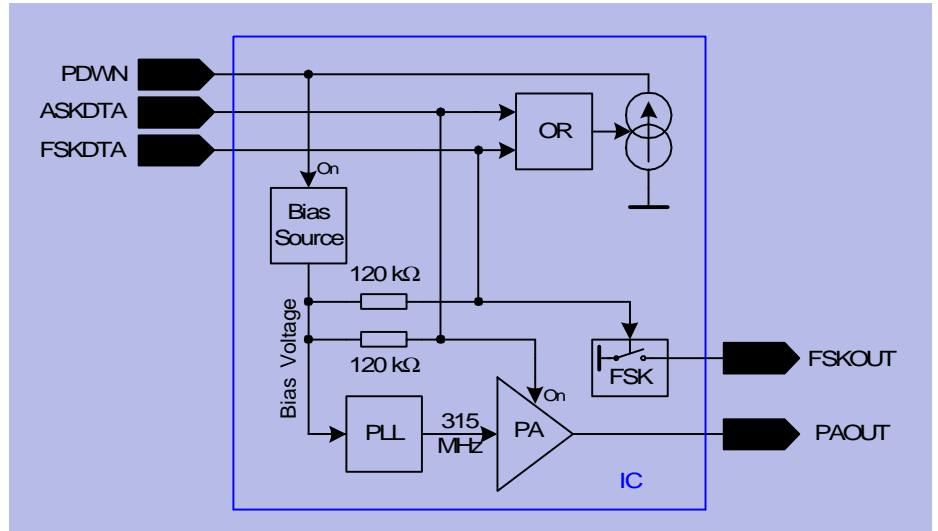 PDWN
ASKDTA
FSKDTA
OR
On
Bias
Source
120 kΩ
Bias Voltage
120 kΩ
FSK
FSKOUT
On
PLL
315
MHz
PA
PAOUT
IC